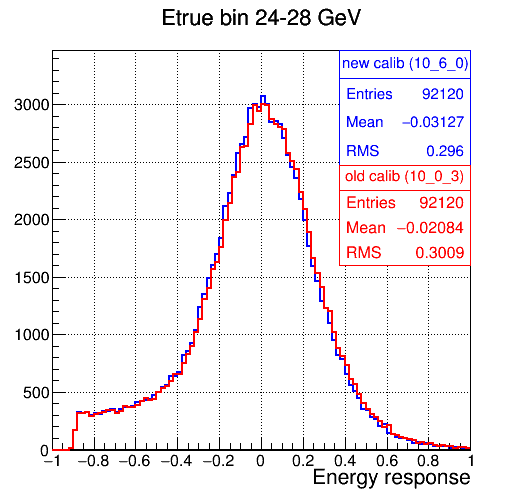 Etrue bin 24-28 GeV
new calib (10_6_0)
Entries 92120
Mean −0.03127
RMS 0.296
old calib (10_0_3)
Entries 92120
Mean −0.02084
RMS 0.3009
3000
2500
2000
1500
1000
500
0
−1 −0.8 −0.6 −0.4 −0.2 0 0.2 0.4 0.6 0.8 1
Energy response